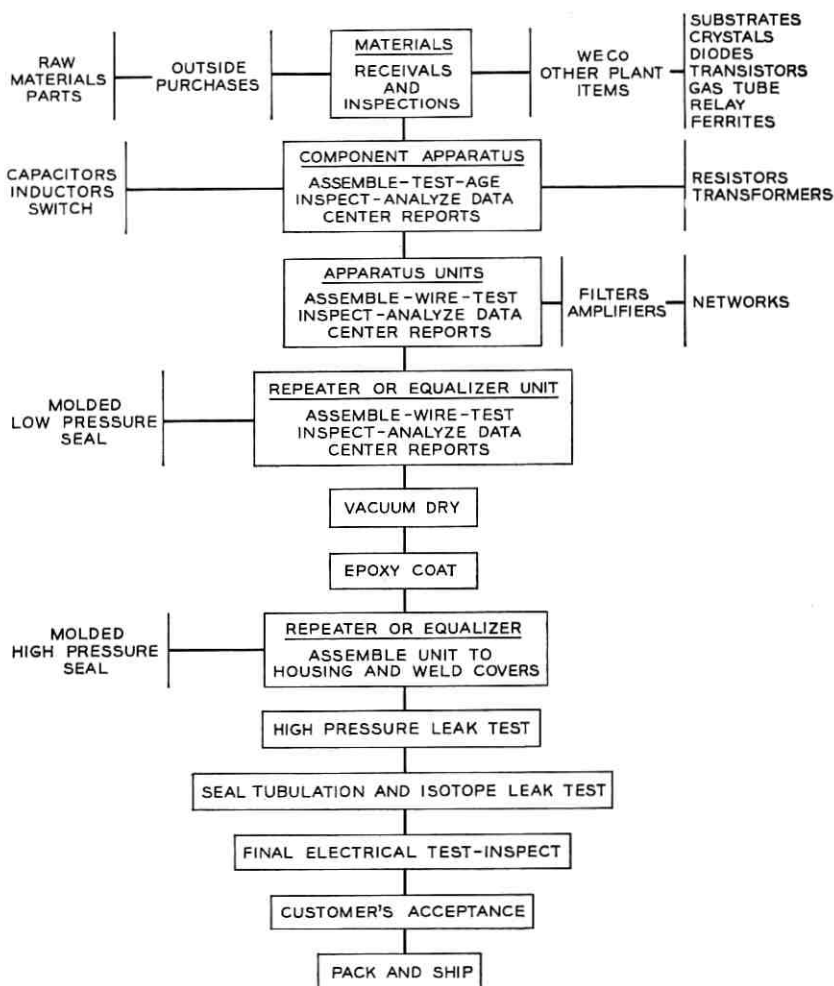 RAW
MATERIALS
PARTS
OUTSIDE
PURCHASES
MATERIALS
RECEIVALS
AND
INSPECTIONS
WECO
OTHER PLANT
ITEMS
SUBSTRATES
CRYSTALS
DIODES
TRANSISTORS
GAS TUBE
RELAY
FERRITES
CAPACITORS
INDUCTORS
SWITCH
COMPONENT APPARATUS
ASSEMBLE-TEST-AGE
INSPECT-ANALYZE DATA
CENTER REPORTS
RESISTORS
TRANSFORMERS
APPARATUS UNITS
ASSEMBLE-WIRE-TEST
INSPECT-ANALYZE DATA
CENTER REPORTS
FILTERS
AMPLIFIERS
NETWORKS
MOLDED
LOW PRESSURE
SEAL
REPEATER OR EQUALIZER UNIT
ASSEMBLE-WIRE-TEST
INSPECT-ANALYZE DATA
CENTER REPORTS
VACUUM DRY
EPOXY COAT
MOLDED
HIGH PRESSURE
SEAL
REPEATER OR EQUALIZER
ASSEMBLE UNIT TO
HOUSING AND WELD COVERS
HIGH PRESSURE LEAK TEST
SEAL TUBULATION AND ISOTOPE LEAK TEST
FINAL ELECTRICAL TEST-INSPECT
CUSTOMER'S ACCEPTANCE
PACK AND SHIP